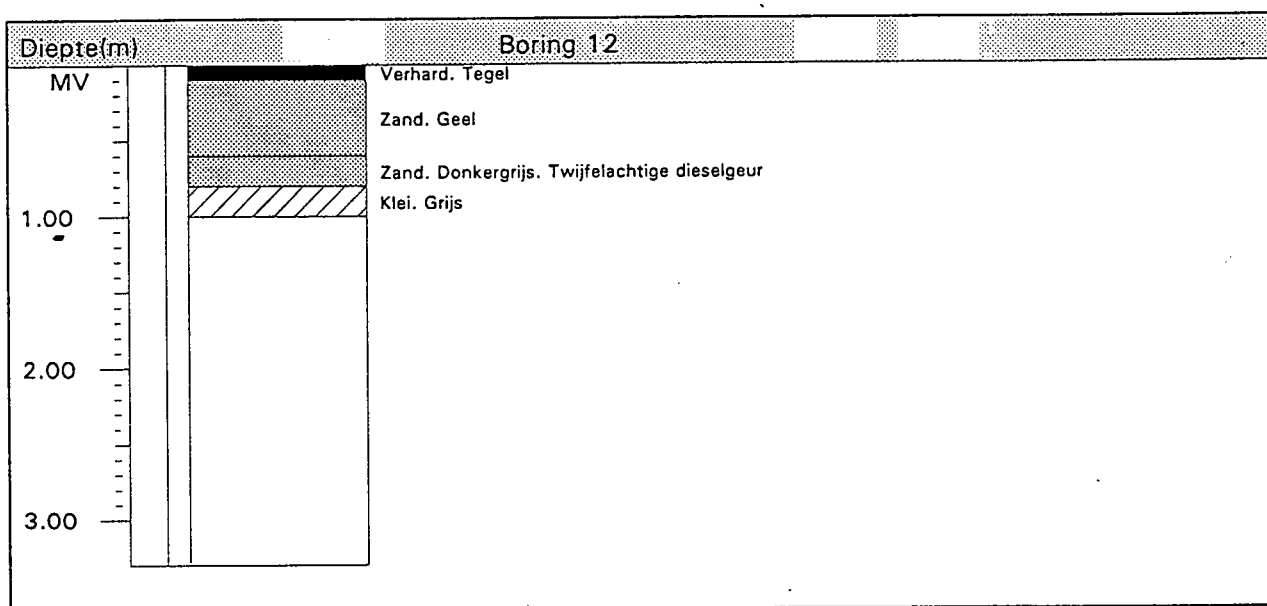 Diepte(m) Boring 12
MV
Verhard. Tegel
Zand. Geel
Zand. Donkergrijs. Twijfelachtige dieselgeur
Klei. Grijs
1.00
2.00
3.00